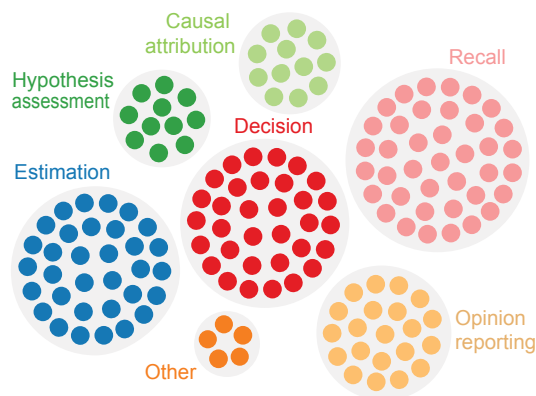 Causal
attribution
Recall
Hypothesis
assessment
Decision
Estimation
Opinion
reporting
Other